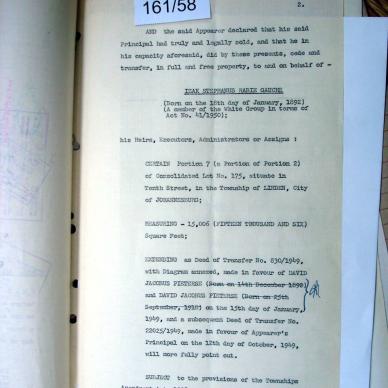 161/58
2.
AND the said Appearer declared that his said
Principal had truly and legally sold, and that he in
his capacity aforesaid, did by these presents, cede and
transfer, in full and free property, to and on behalf of -
IZAK STEPHANUS MARIE GAUCHE
(Born on the 18th day of January, 1892)
(A member of the White Group in terms of
Act No. 41/1950);
his Heirs, Executors, Administrators or Assigns :
CERTAIN Portion 7 (a Portion of Portion 2)
of Consolidated Lot No. 175, situate in
Tenth Street, in the Township of LINDEN, City
of JOHANNESBURG;
MEASURING - 15,006 (FIFTEEN THOUSAND AND SIX)
Square Feet;
EXTENDING as Deed of Transfer No. 830/1949,
with Diagram annexed, made in favour of DAVID
JACOBUS PIETERSE (Born on 14th December 1890)
and DAVID JACOBUS PIETERSE (Born on 25th
September, 1918) on the 15th day of January,
1949, and a subsequent Deed of Transfer No.
22025/1949, made in favour of Appearer's
Principal on the 12th day of October, 1949,
will more fully point out.
SUBJECT to the provisions of the Townships